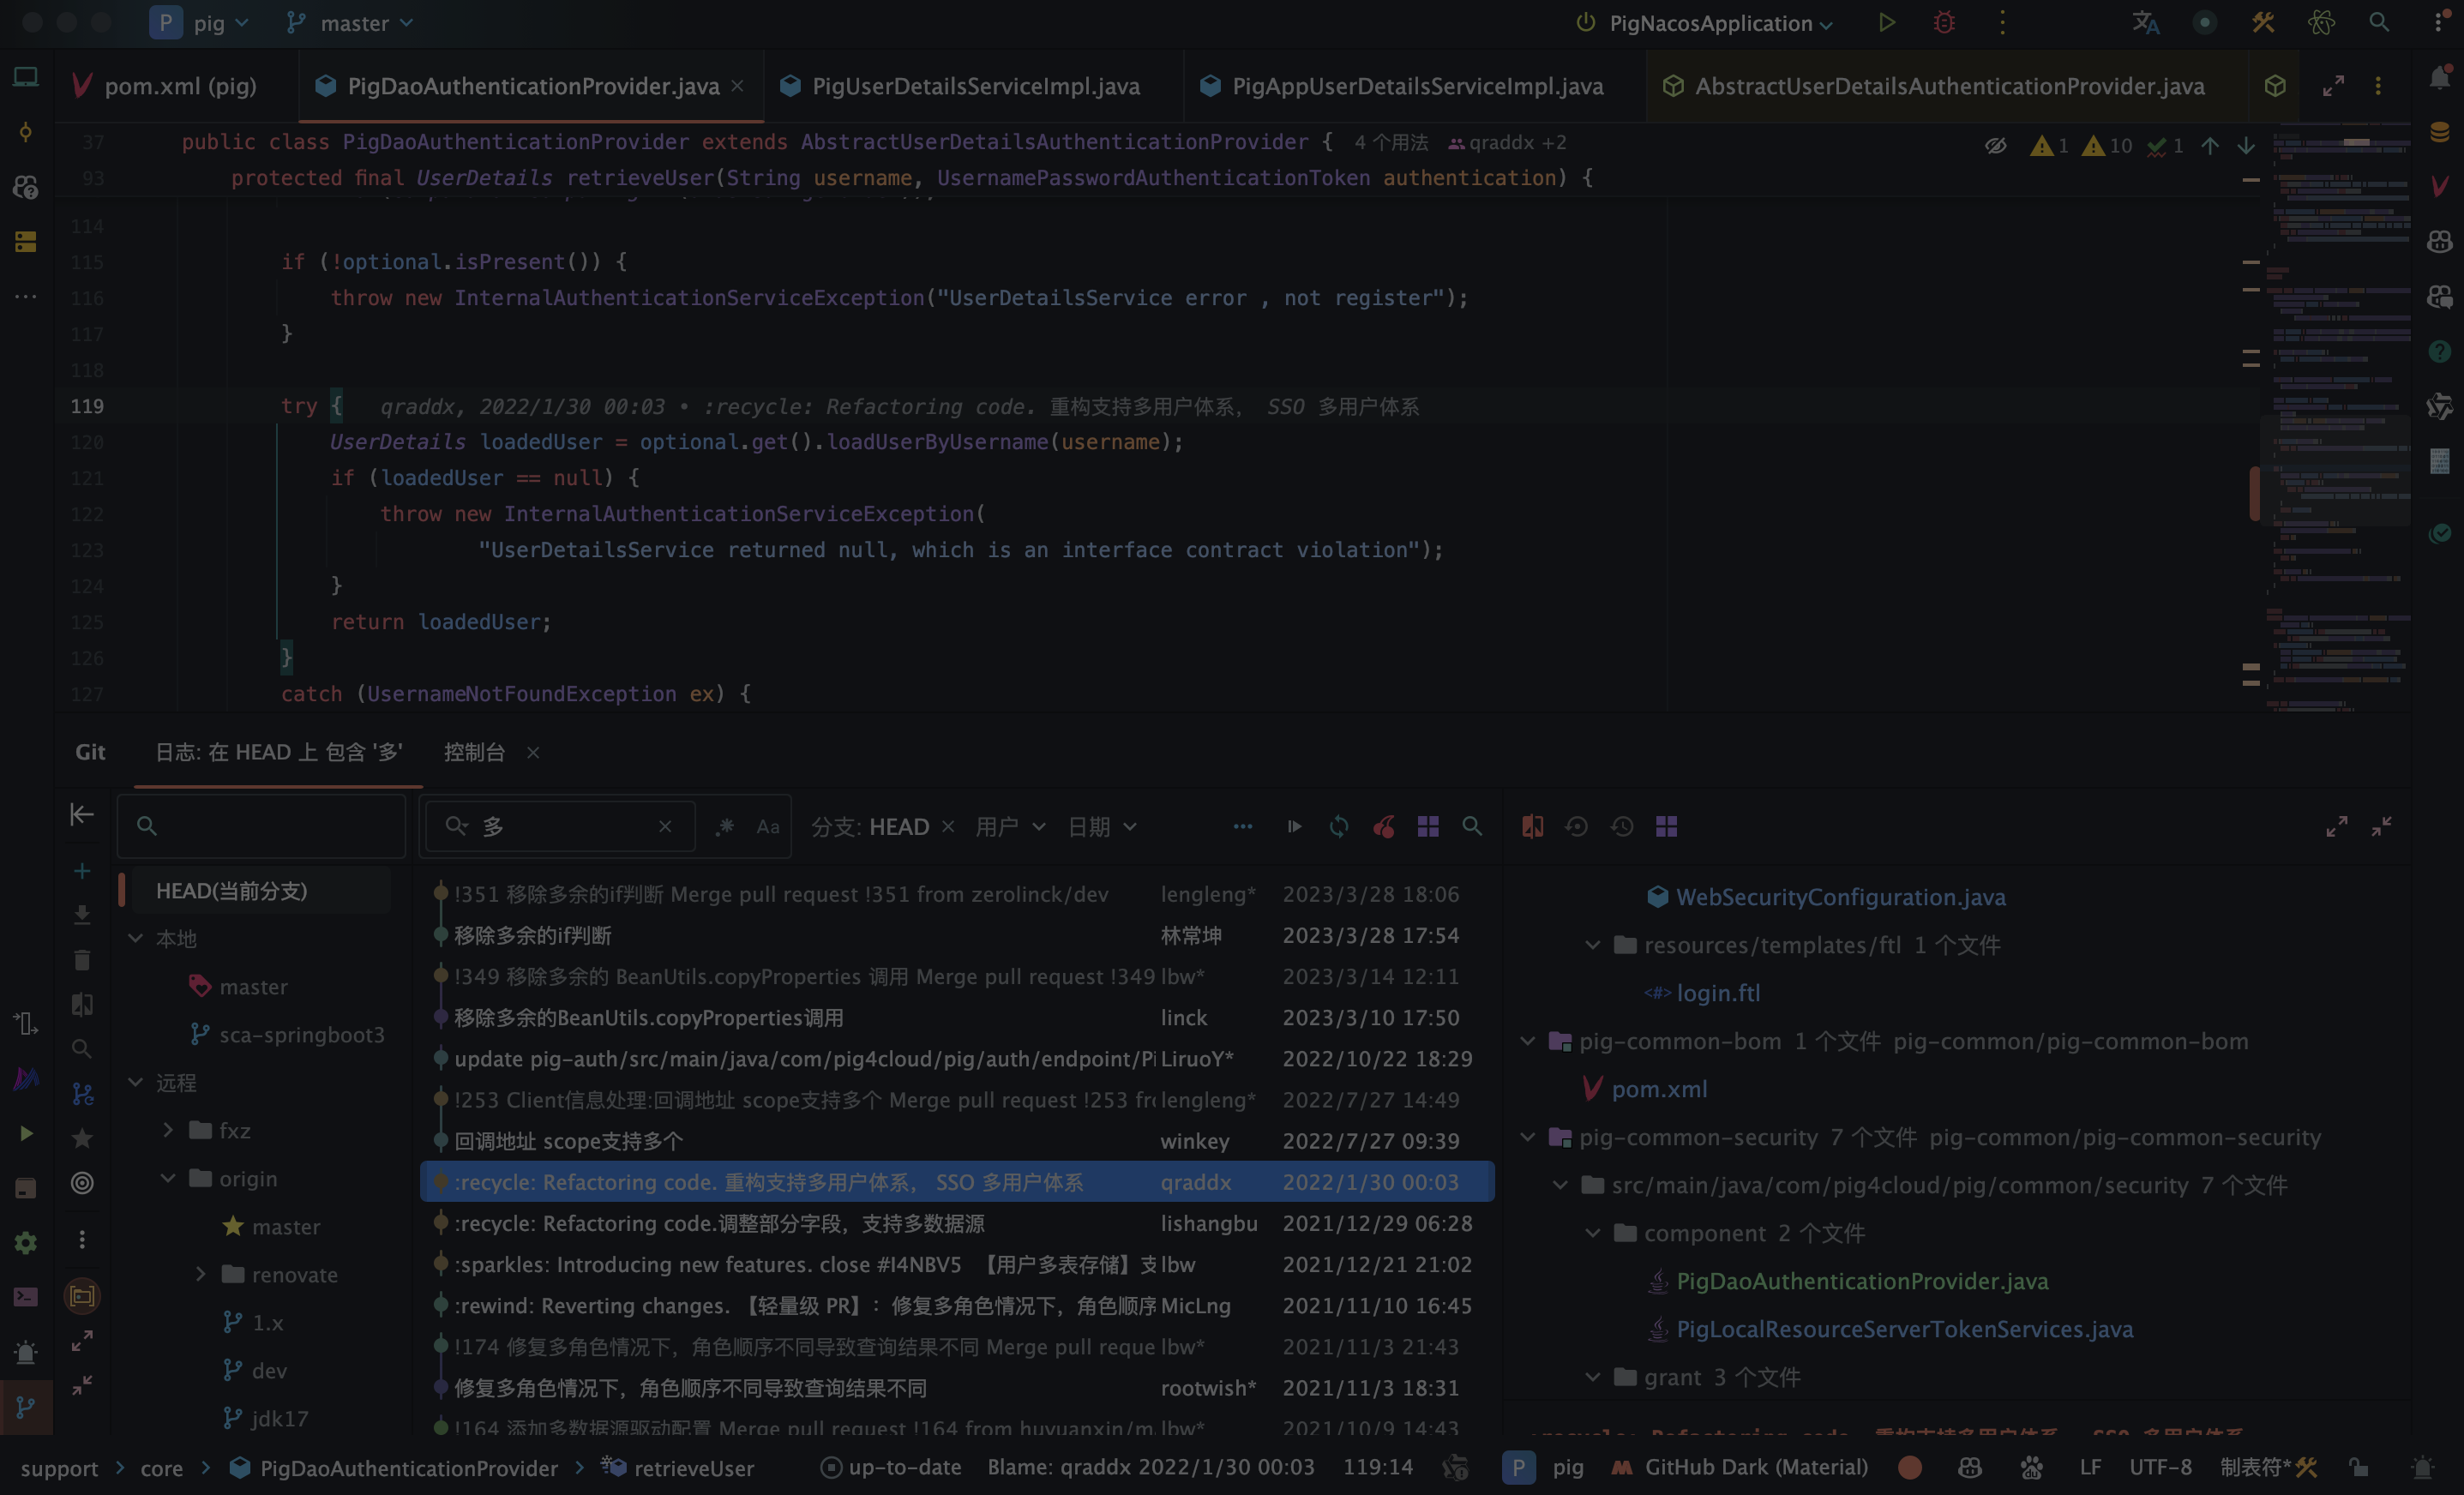 P pig master PigNacosApplication
pom.xml (pig) PigDaoAuthenticationProvider.java PigUserDetailsServiceImpl.java PigAppUserDetailsServiceImpl.java AbstractUserDetailsAuthenticationProvider.java
37 public class PigDaoAuthenticationProvider extends AbstractUserDetailsAuthenticationProvider { 4 个用法 qraddx +2 1 10 1
93 protected final UserDetails retrieveUser(String username, UsernamePasswordAuthenticationToken authentication) {
114
115 if (!optional.isPresent()) {
116 throw new InternalAuthenticationServiceException("UserDetailsService error , not register");
117 }
118
119 try { qraddx, 2022/1/30 00:03 • :recycle: Refactoring code. 重构支持多用户体系， SSO 多用户体系
120 UserDetails loadedUser = optional.get().loadUserByUsername(username);
121 if (loadedUser == null) {
122 throw new InternalAuthenticationServiceException(
123 "UserDetailsService returned null, which is an interface contract violation");
124 }
125 return loadedUser;
126 }
127 catch (UsernameNotFoundException ex) {
Git 日志: 在 HEAD 上 包含 '多' 控制台
多 .* Aa 分支: HEAD 用户 日期
HEAD(当前分支)
本地
master
sca-springboot3
远程
fxz
origin
master
renovate
1.x
dev
jdk17
!351 移除多余的if判断 Merge pull request !351 from zerolinck/dev lengleng* 2023/3/28 18:06
移除多余的if判断 林常坤 2023/3/28 17:54
!349 移除多余的 BeanUtils.copyProperties 调用 Merge pull request !349 lbw* 2023/3/14 12:11
移除多余的BeanUtils.copyProperties调用 linck 2023/3/10 17:50
update pig-auth/src/main/java/com/pig4cloud/pig/auth/endpoint/Pi LiruoY* 2022/10/22 18:29
!253 Client信息处理:回调地址 scope支持多个 Merge pull request !253 fr lengleng* 2022/7/27 14:49
回调地址 scope支持多个 winkey 2022/7/27 09:39
:recycle: Refactoring code. 重构支持多用户体系， SSO 多用户体系 qraddx 2022/1/30 00:03
:recycle: Refactoring code.调整部分字段，支持多数据源 lishangbu 2021/12/29 06:28
:sparkles: Introducing new features. close #I4NBV5 【用户多表存储】支 lbw 2021/12/21 21:02
:rewind: Reverting changes. 【轻量级 PR】：修复多角色情况下，角色顺序 MicLng 2021/11/10 16:45
!174 修复多角色情况下，角色顺序不同导致查询结果不同 Merge pull reque lbw* 2021/11/3 21:43
修复多角色情况下，角色顺序不同导致查询结果不同 rootwish* 2021/11/3 18:31
!164 添加多数据源驱动配置 Merge pull request !164 from huyuanxin/m lbw* 2021/10/9 14:43
WebSecurityConfiguration.java
resources/templates/ftl 1 个文件
<#> login.ftl
pig-common-bom 1 个文件 pig-common/pig-common-bom
pom.xml
pig-common-security 7 个文件 pig-common/pig-common-security
src/main/java/com/pig4cloud/pig/common/security 7 个文件
component 2 个文件
PigDaoAuthenticationProvider.java
PigLocalResourceServerTokenServices.java
grant 3 个文件
:recycle: Refactoring code. 重构支持多用户体系， SSO 多用户体系
support core PigDaoAuthenticationProvider retrieveUser up-to-date Blame: qraddx 2022/1/30 00:03 119:14 P pig GitHub Dark (Material) LF UTF-8 制表符*